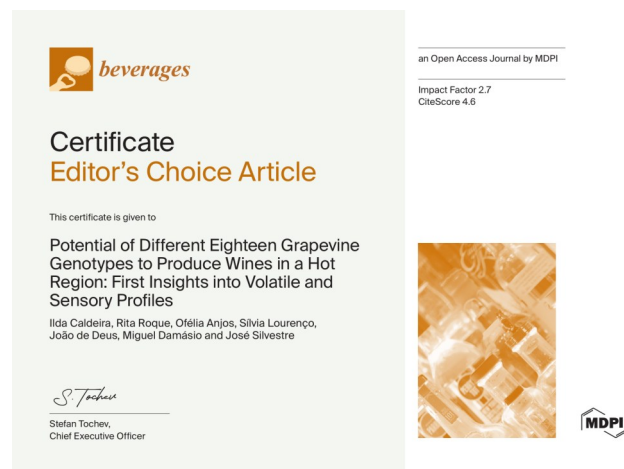 beverages
Certificate
Editor's Choice Article
This certificate is given to
Potential of Different Eighteen Grapevine
Genotypes to Produce Wines in a Hot
Region: First Insights into Volatile and
Sensory Profiles
Ilda Caldeira, Rita Roque, Ofélia Anjos, Sílvia Lourenço,
João de Deus, Miguel Damásio and José Silvestre
S. Tochev
Stefan Tochev,
Chief Executive Officer
an Open Access Journal by MDPI
Impact Factor 2.7
CiteScore 4.6
MDPI